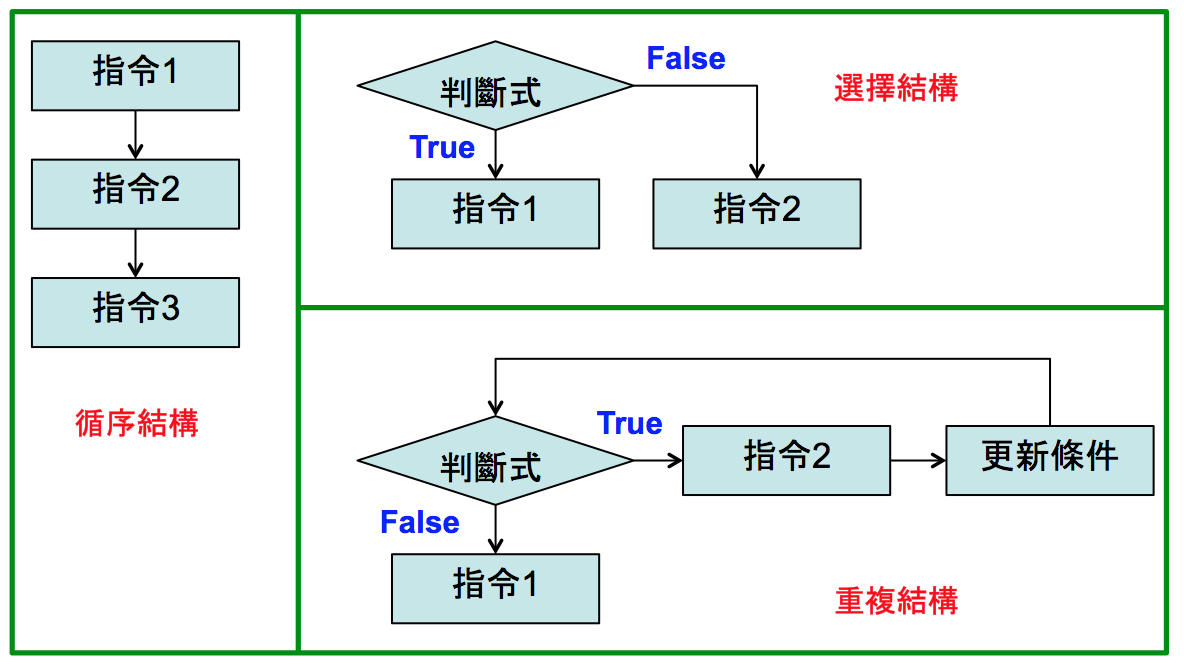 指令1
指令2
指令3
循序結構
判斷式
False
選擇結構
True
指令1
指令2
判斷式
True
指令2
更新條件
False
指令1
重複結構